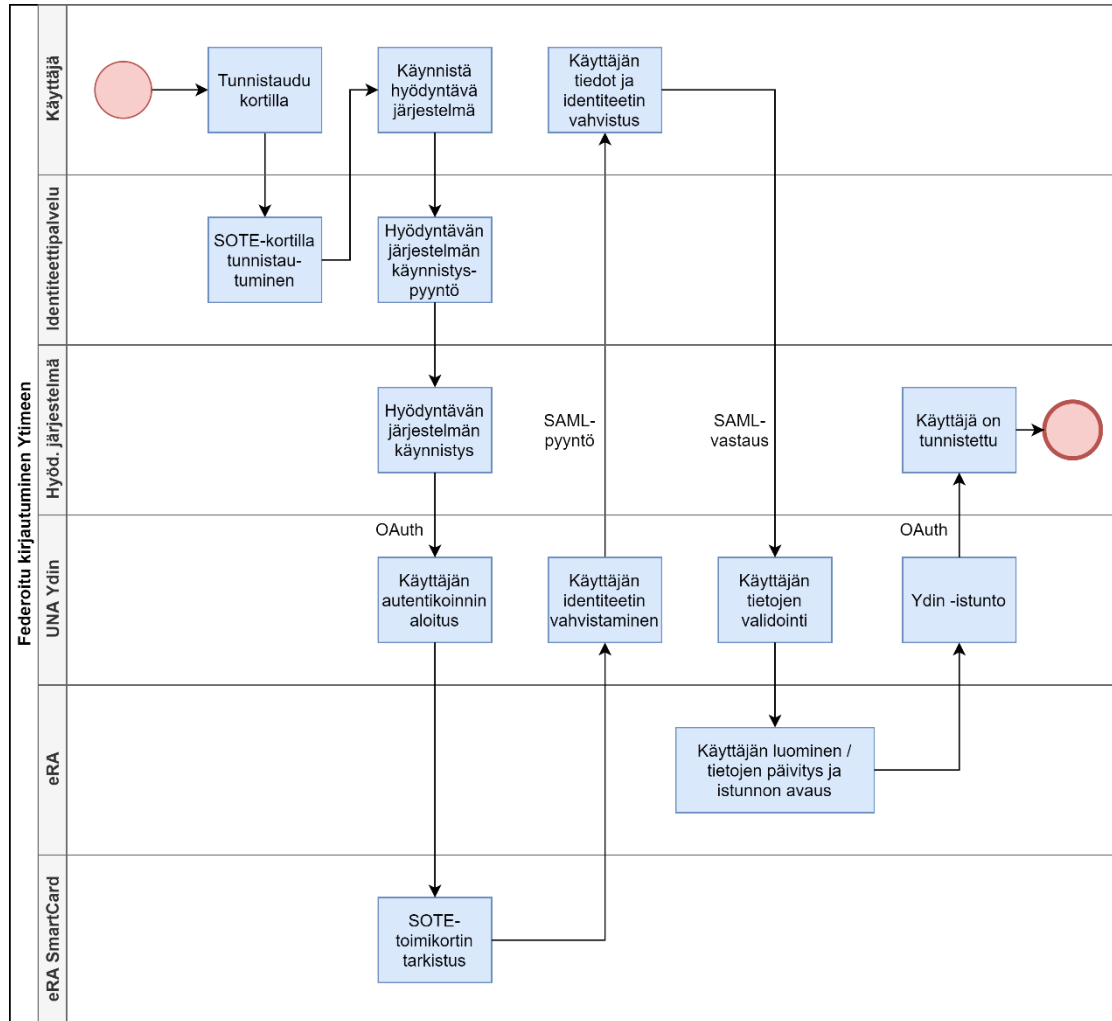 Federoitu kirjautuminen Ytimeen
Käyttäjä
Tunnistaudu
kortilla
Käynnistä
hyödyntävä
järjestelmä
Käyttäjän
tiedot ja
identiteetin
vahvistus
Identiteettipalvelu
SOTE-kortilla
tunnistau-
tuminen
Hyödyntävän
järjestelmän
käynnistys-
pyyntö
Hyöd. järjestelmä
Hyödyntävän
järjestelmän
käynnistys
SAML-
pyyntö
SAML-
vastaus
Käyttäjä on
tunnistettu
UNA Ydin
OAuth
Käyttäjän
autentikoinnin
aloitus
Käyttäjän
identiteetin
vahvistaminen
Käyttäjän
tietojen
validointi
OAuth
Ydin -istunto
eRA
Käyttäjän luominen /
tietojen päivitys ja
istunnon avaus
eRA SmartCard
SOTE-
toimikortin
tarkistus